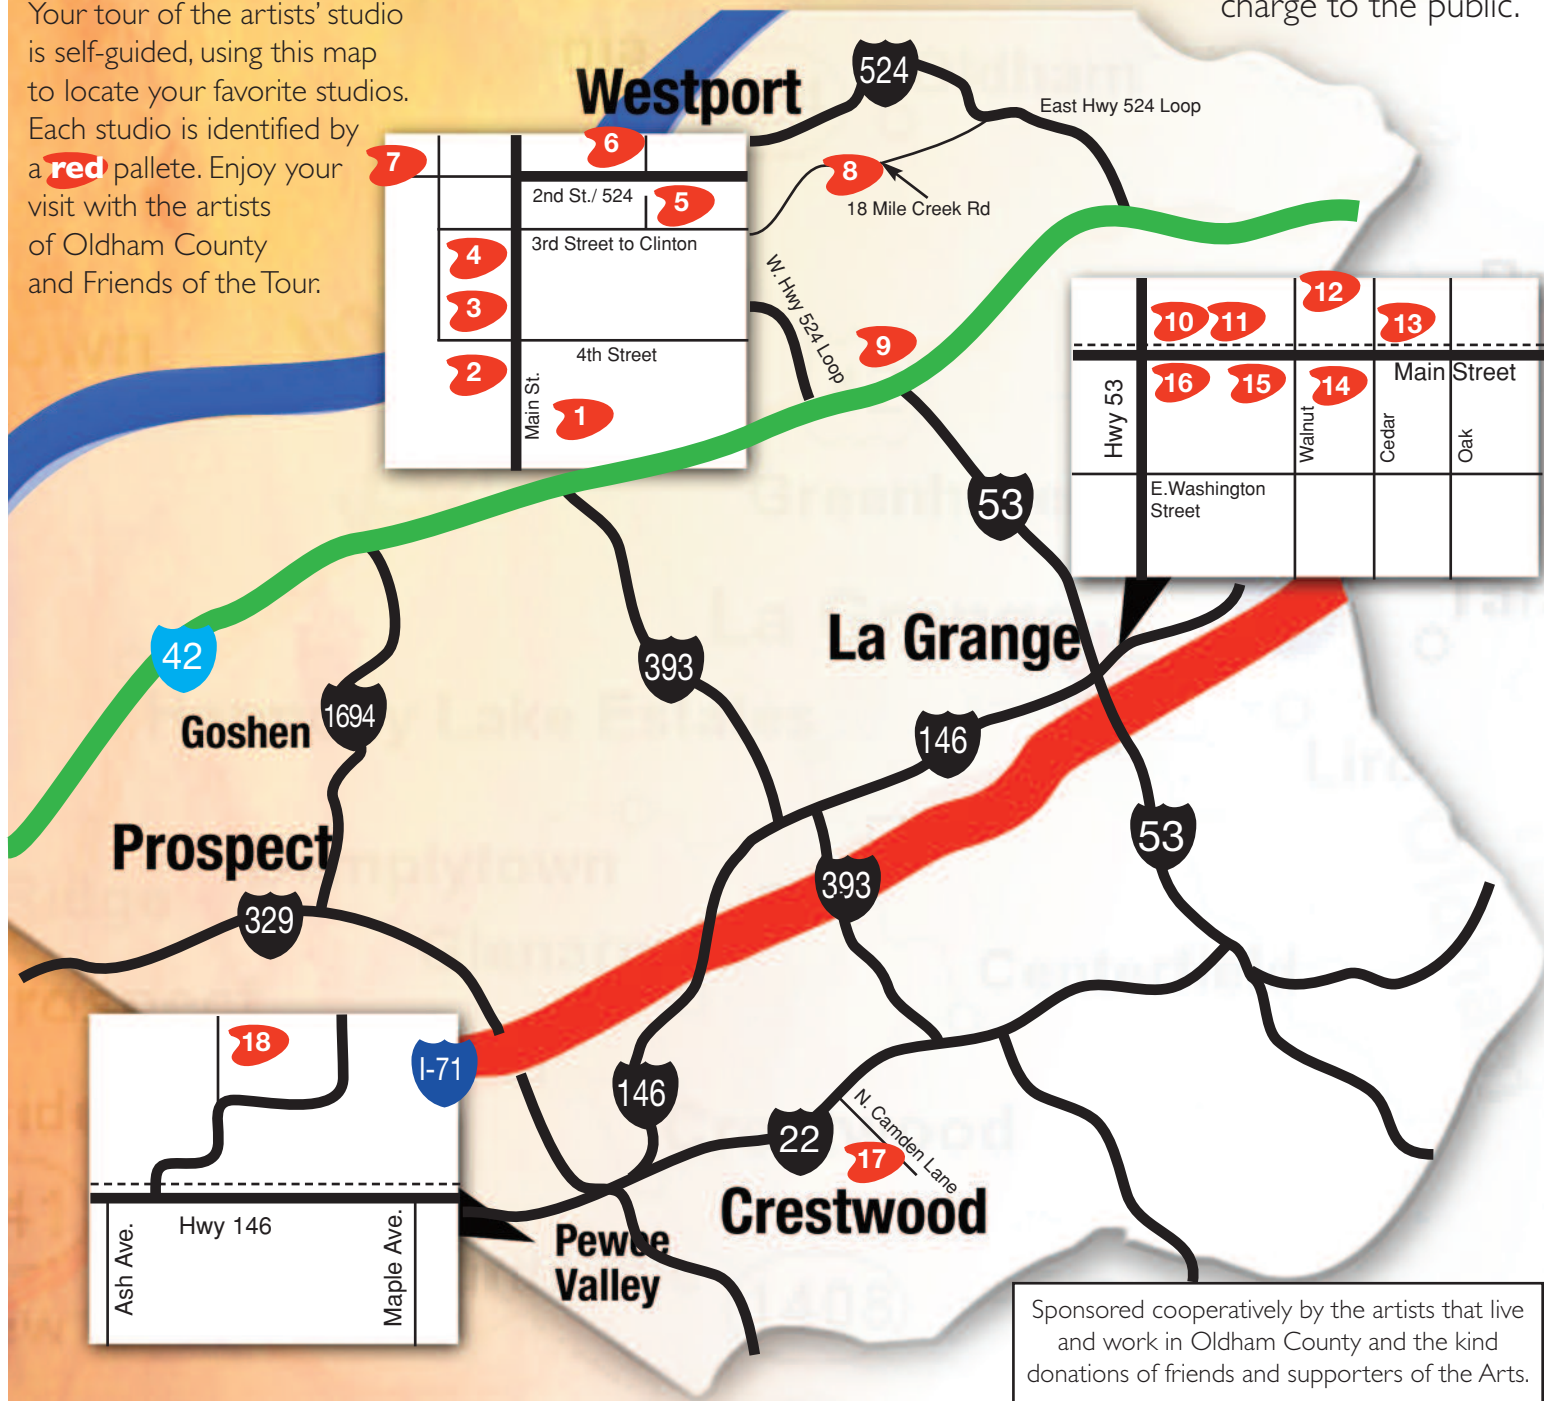 charge to the public.
Your tour of the artists' studio
is self-guided, using this map
to locate your favorite studios.
Each studio is identified by
a red pallete. Enjoy your
visit with the artists
of Oldham County
and Friends of the Tour.
Westport
524
East Hwy 524 Loop
18 Mile Creek Rd
W. Hwy 524 Loop
7
6
8
2nd St./ 524
5
3rd Street to Clinton
4
3
4th Street
2
Main St.
1
9
10
11
12
13
Main Street
16
15
14
Hwy 53
Walnut
Cedar
Oak
E.Washington
Street
53
La Grange
42
393
Goshen
1694
146
Prospect
53
393
329
I-71
18
146
22
N. Camden Lane
17
Crestwood
Hwy 146
Ash Ave.
Maple Ave.
Pewee
Valley
Sponsored cooperatively by the artists that live
and work in Oldham County and the kind
donations of friends and supporters of the Arts.